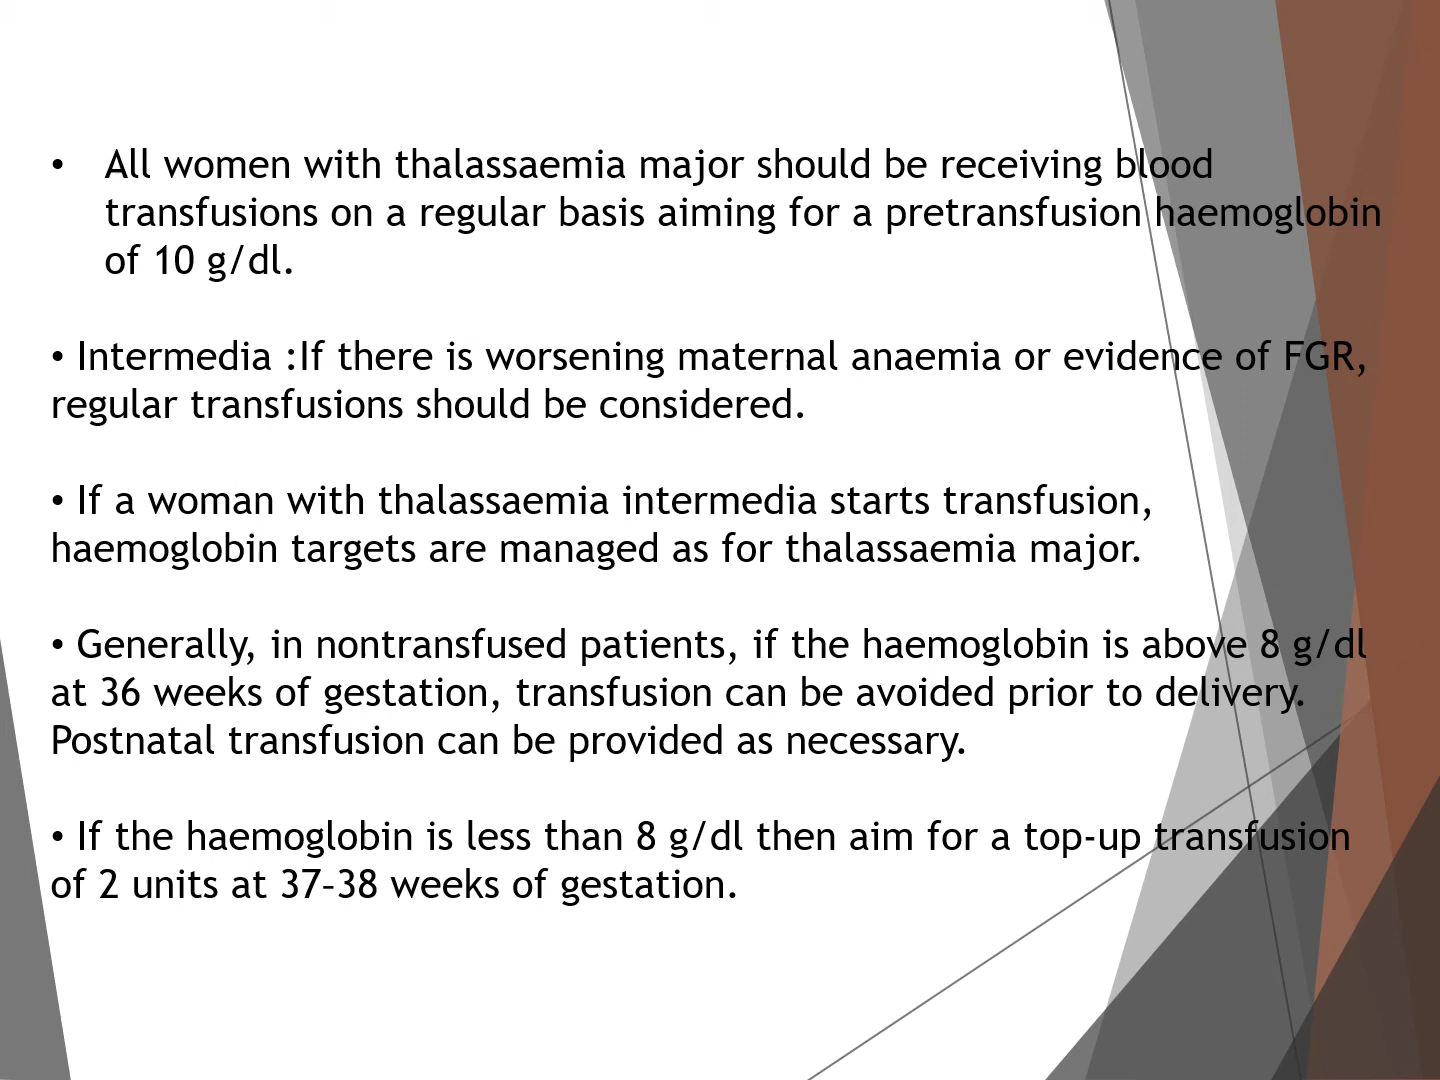 • All women with thalassaemia major should be receiving blood
transfusions on a regular basis aiming for a pretransfusion haemoglobin
of 10 g/dl.
• Intermedia :If there is worsening maternal anaemia or evidence of FGR,
regular transfusions should be considered.
• If a woman with thalassaemia intermedia starts transfusion,
haemoglobin targets are managed as for thalassaemia major.
• Generally, in nontransfused patients, if the haemoglobin is above 8 g/dl
at 36 weeks of gestation, transfusion can be avoided prior to delivery.
Postnatal transfusion can be provided as necessary.
• If the haemoglobin is less than 8 g/dl then aim for a top-up transfusion
of 2 units at 37–38 weeks of gestation.